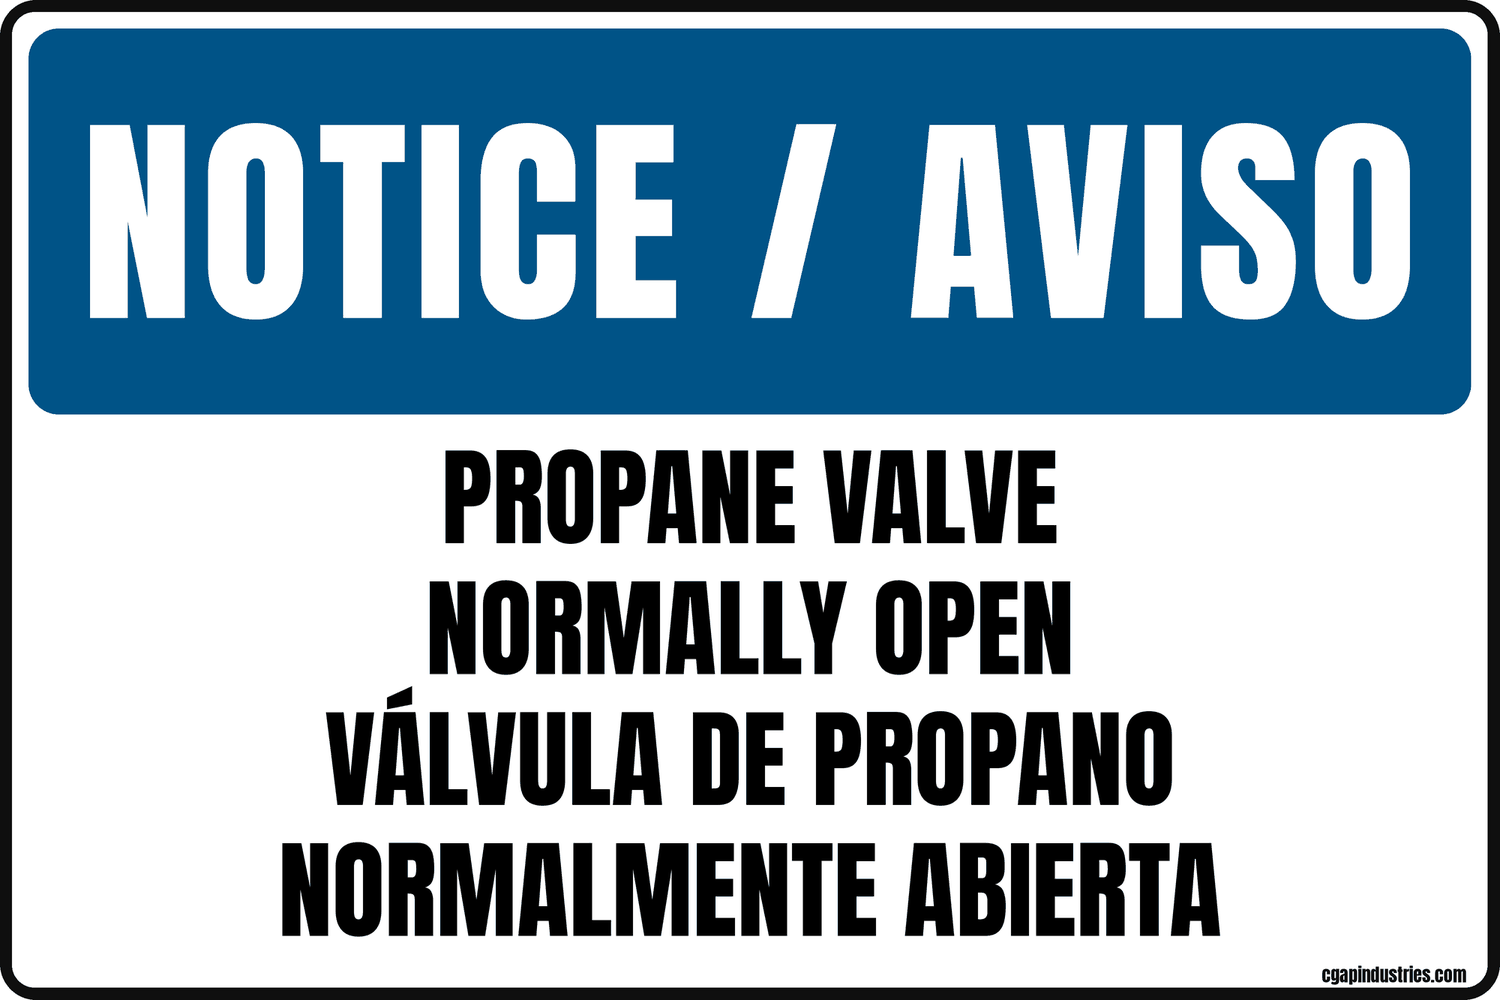 NOTICE / AVISO
PROPANE VALVE
NORMALLY OPEN
VÁLVULA DE PROPANO
NORMALMENTE ABIERTA
cgapindustries.com